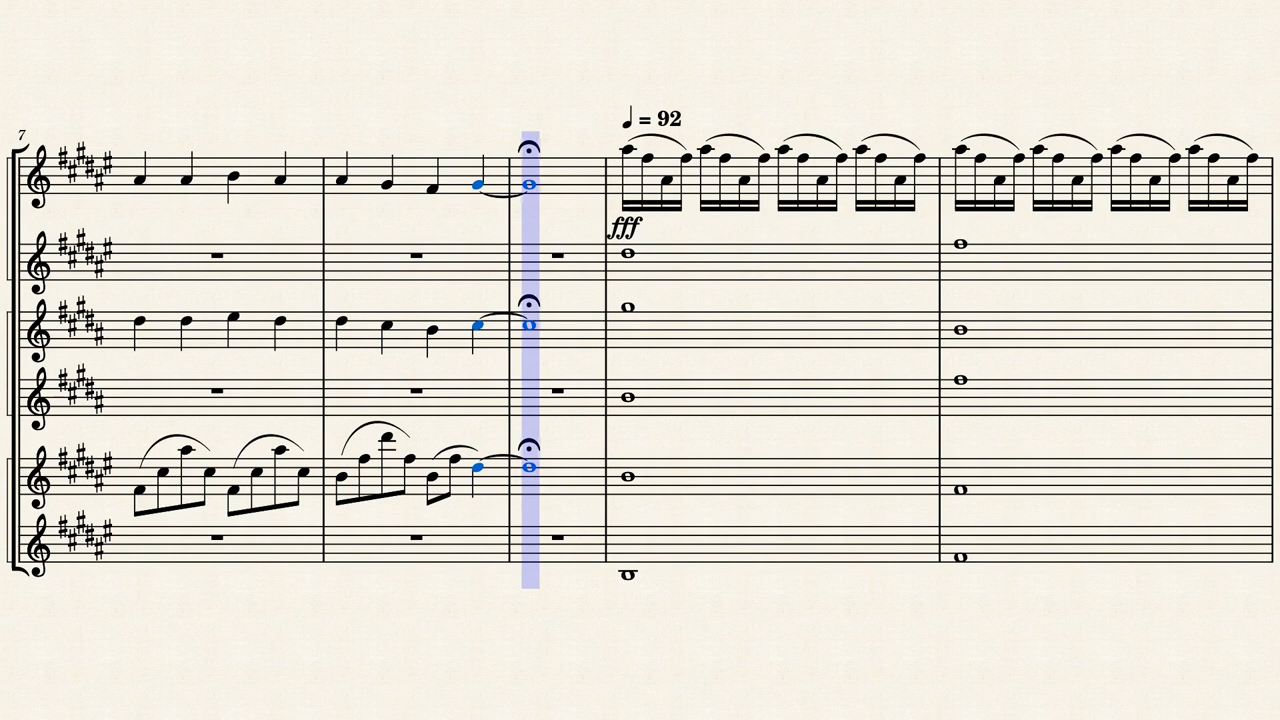 ♩ = 92
7
fff